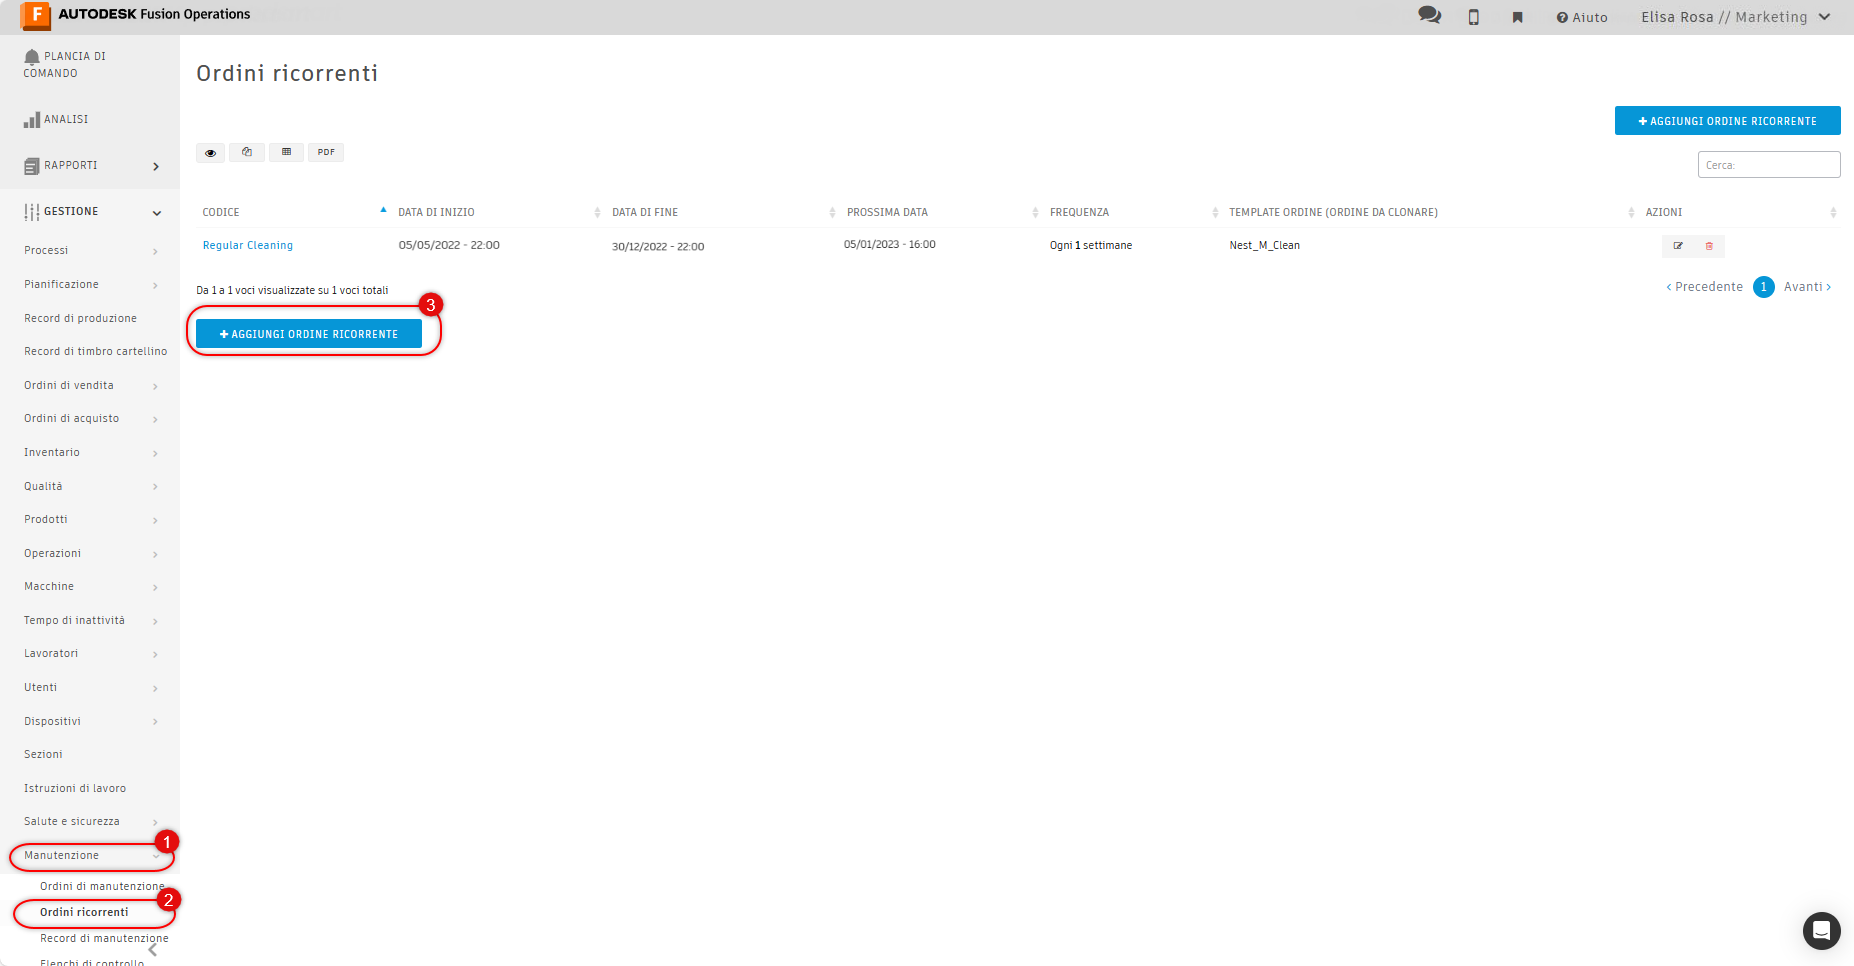 F AUTODESK Fusion Operations
Aiuto
Elisa Rosa // Marketing
PLANCIA DI
COMANDO
ANALISI
RAPPORTI
GESTIONE
Processi
Pianificazione
Record di produzione
Record di timbro cartellino
Ordini di vendita
Ordini di acquisto
Inventario
Qualità
Prodotti
Operazioni
Macchine
Tempo di inattività
Lavoratori
Utenti
Dispositivi
Sezioni
Istruzioni di lavoro
Salute e sicurezza
1
Manutenzione
Ordini di manutenzione
2
Ordini ricorrenti
Record di manutenzione
Elenchi di controllo
Ordini ricorrenti
+ AGGIUNGI ORDINE RICORRENTE
PDF
Cerca:
CODICE DATA DI INIZIO DATA DI FINE PROSSIMA DATA FREQUENZA TEMPLATE ORDINE (ORDINE DA CLONARE) AZIONI
Regular Cleaning 05/05/2022 - 22:00 30/12/2022 - 22:00 05/01/2023 - 16:00 Ogni 1 settimane Nest_M_Clean
Da 1 a 1 voci visualizzate su 1 voci totali
‹ Precedente 1 Avanti ›
3
+ AGGIUNGI ORDINE RICORRENTE